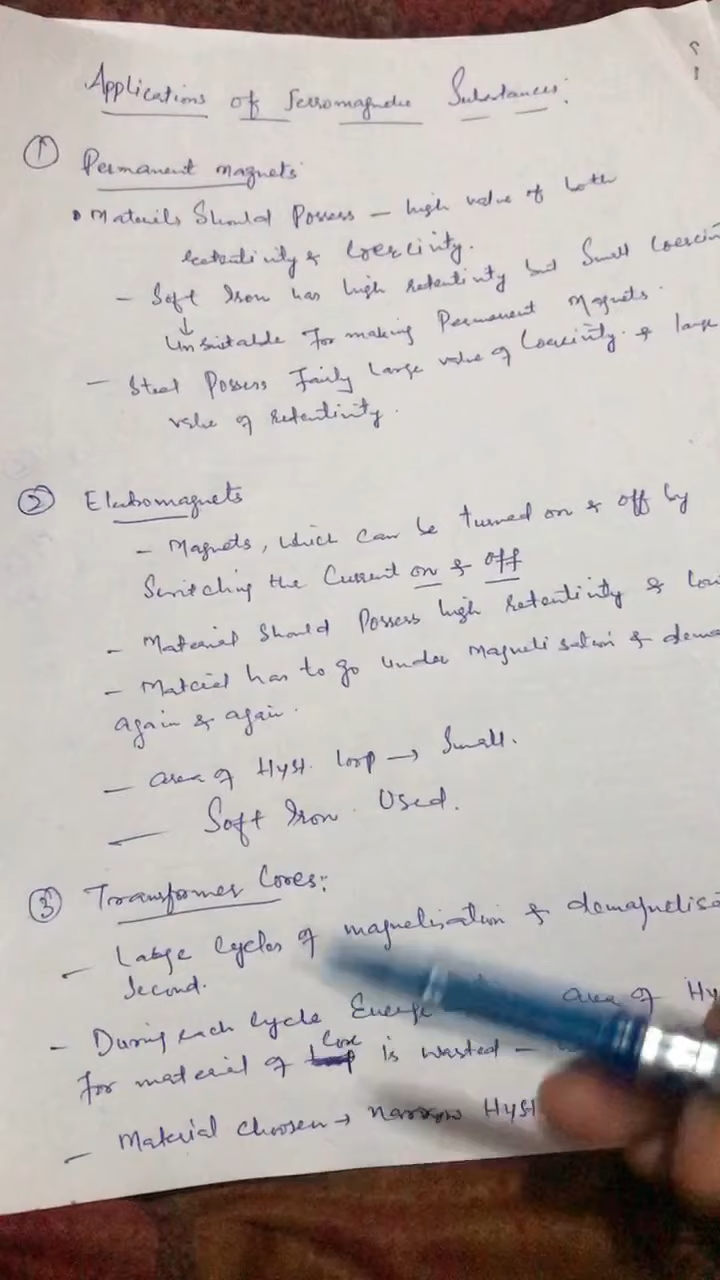 Applications of Ferromagnetic Substances:
① Permanent Magnets
• Materials Should Possess – high value of both
retentivity & Coercivity.
– Soft Iron has high retentivity but Small Coerciv
↓
Unsuitable For making Permanent Magnets.
– Steel Possess Fairly Large value of Coercivity & large
value of retentivity.
② Electromagnets
– Magnets, which can be turned on & off by
Switching the Current on & off
– Material Should Possess high retentivity & low
– Material has to go under Magnetisation & dema
again & again.
– area of Hyst. loop → Small.
– Soft Iron Used.
③ Transformer Cores:
– Large Cycles of magnetisation & demagnetisa
Second.
– During each Cycle Energ area of Hy
For material of Core is wasted –
– Material choosen → narrow Hyst